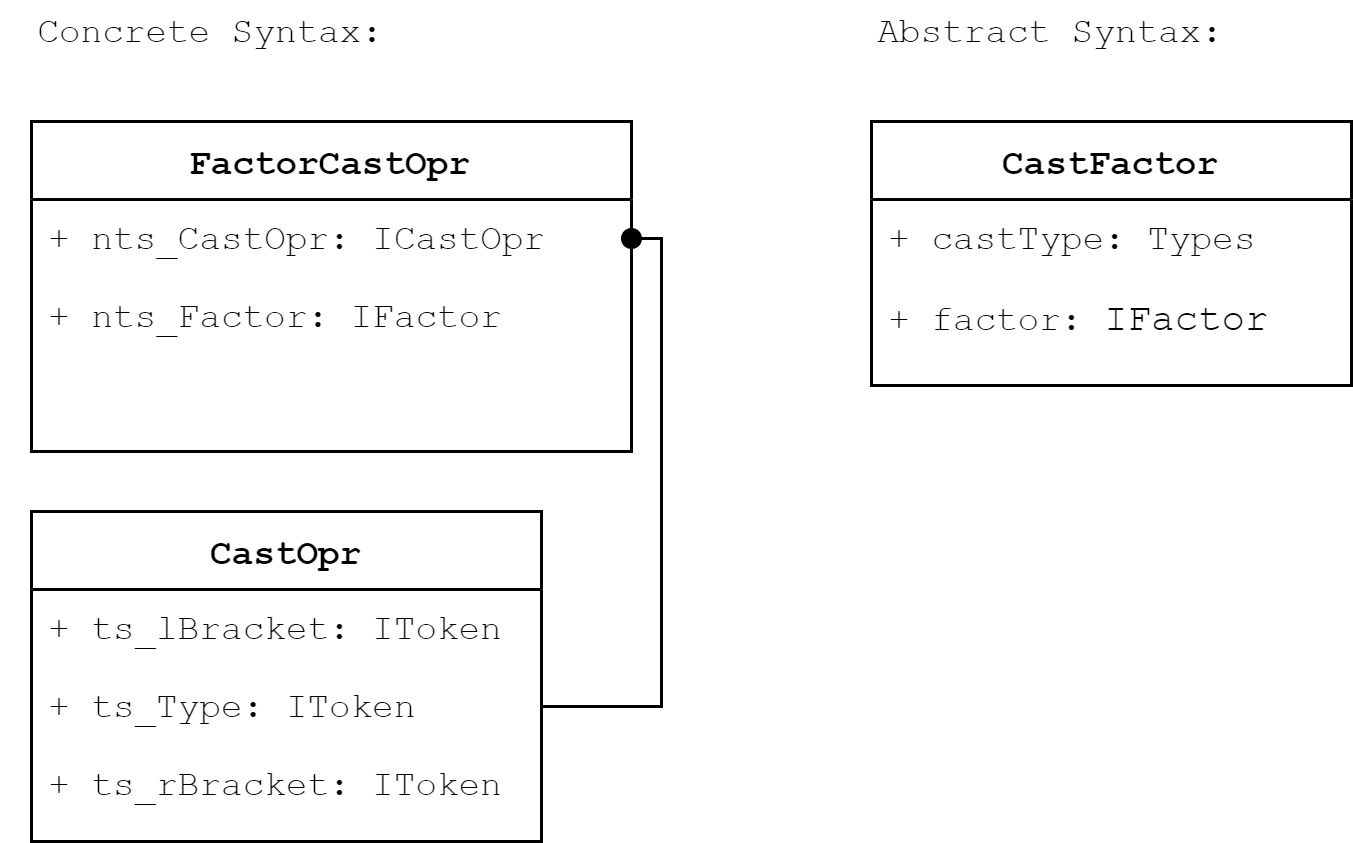 Concrete Syntax:
Abstract Syntax:
FactorCastOpr
+ nts_CastOpr: ICastOpr
+ nts_Factor: IFactor
CastOpr
+ ts_lBracket: IToken
+ ts_Type: IToken
+ ts_rBracket: IToken
CastFactor
+ castType: Types
+ factor: IFactor